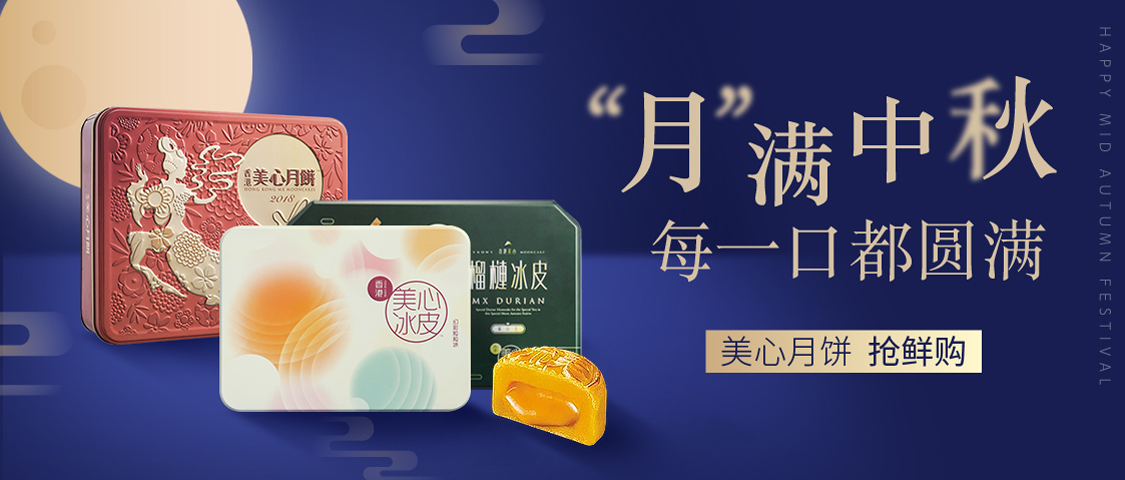 “月”满中秋
每一口都圆满
美心月饼 抢鲜购
HAPPY MID AUTUMN FESTIVAL
香港
美心月餅
HONG KONG MX MOONCAKES
2018
榴槤冰皮
MX DURIAN
香港
美心
冰皮